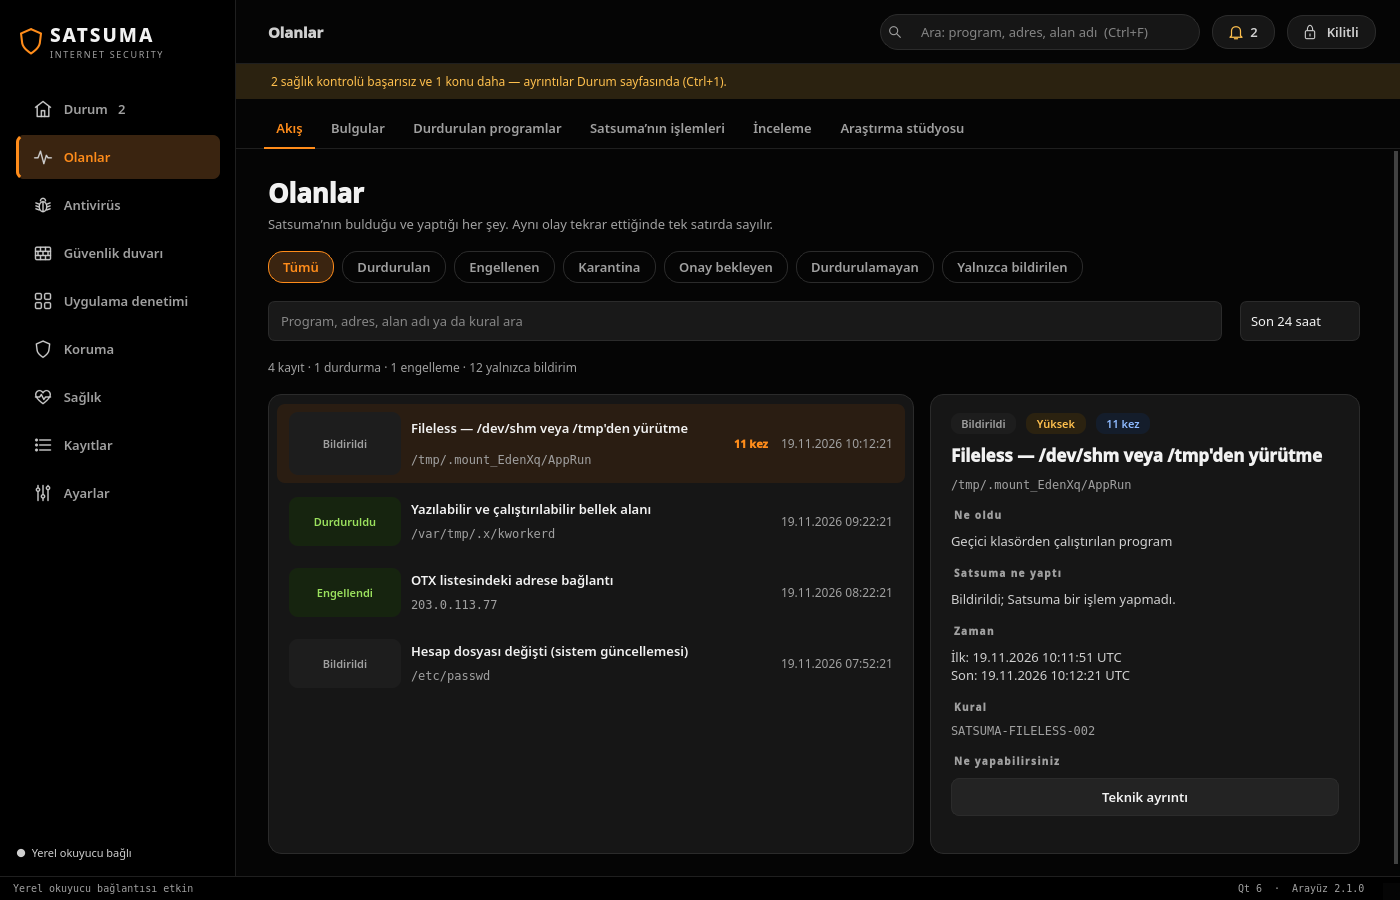 SATSUMA
INTERNET SECURITY
Olanlar
Ara: program, adres, alan adı (Ctrl+F)
2
Kilitli
2 sağlık kontrolü başarısız ve 1 konu daha — ayrıntılar Durum sayfasında (Ctrl+1).
Durum 2
Olanlar
Antivirüs
Güvenlik duvarı
Uygulama denetimi
Koruma
Sağlık
Kayıtlar
Ayarlar
Akış
Bulgular
Durdurulan programlar
Satsuma’nın işlemleri
İnceleme
Araştırma stüdyosu
Olanlar
Satsuma’nın bulduğu ve yaptığı her şey. Aynı olay tekrar ettiğinde tek satırda sayılır.
Tümü
Durdurulan
Engellenen
Karantina
Onay bekleyen
Durdurulamayan
Yalnızca bildirilen
Program, adres, alan adı ya da kural ara
Son 24 saat
4 kayıt · 1 durdurma · 1 engelleme · 12 yalnızca bildirim
Bildirildi
Fileless — /dev/shm veya /tmp'den yürütme
/tmp/.mount_EdenXq/AppRun
11 kez
19.11.2026 10:12:21
Durduruldu
Yazılabilir ve çalıştırılabilir bellek alanı
/var/tmp/.x/kworkerd
19.11.2026 09:22:21
Engellendi
OTX listesindeki adrese bağlantı
203.0.113.77
19.11.2026 08:22:21
Bildirildi
Hesap dosyası değişti (sistem güncellemesi)
/etc/passwd
19.11.2026 07:52:21
Bildirildi
Yüksek
11 kez
Fileless — /dev/shm veya /tmp'den yürütme
/tmp/.mount_EdenXq/AppRun
Ne oldu
Geçici klasörden çalıştırılan program
Satsuma ne yaptı
Bildirildi; Satsuma bir işlem yapmadı.
Zaman
İlk: 19.11.2026 10:11:51 UTC
Son: 19.11.2026 10:12:21 UTC
Kural
SATSUMA-FILELESS-002
Ne yapabilirsiniz
Teknik ayrıntı
Yerel okuyucu bağlı
Yerel okuyucu bağlantısı etkin
Qt 6 · Arayüz 2.1.0